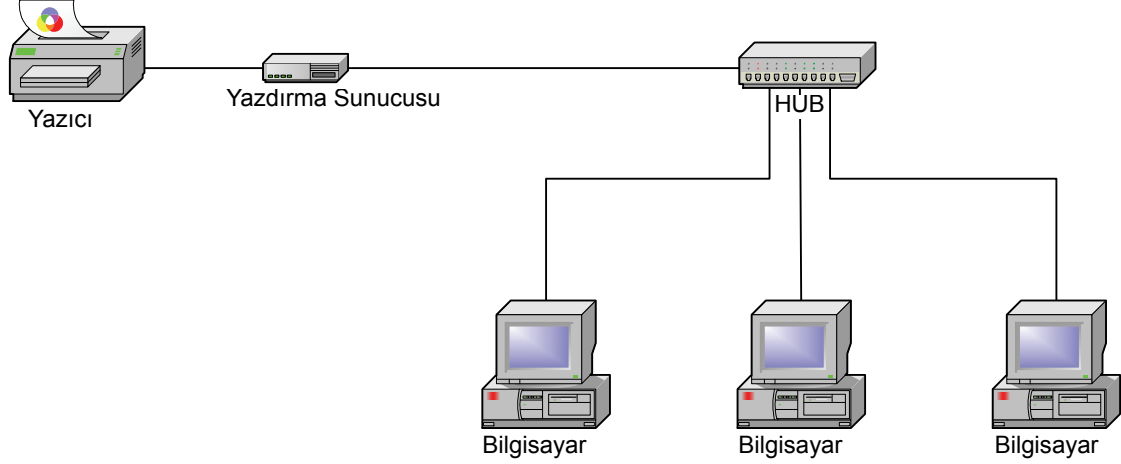 Yazıcı
Yazdırma Sunucusu
HUB
Bilgisayar
Bilgisayar
Bilgisayar